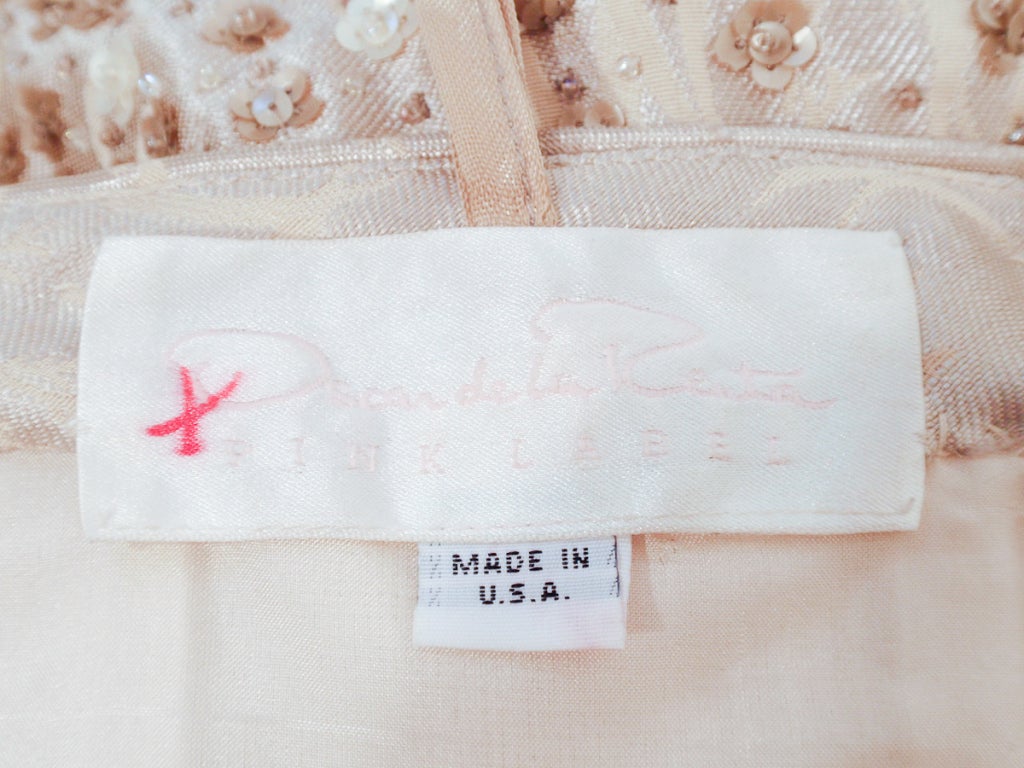 Oscar de la Renta
PINK LABEL
MADE IN
U.S.A.